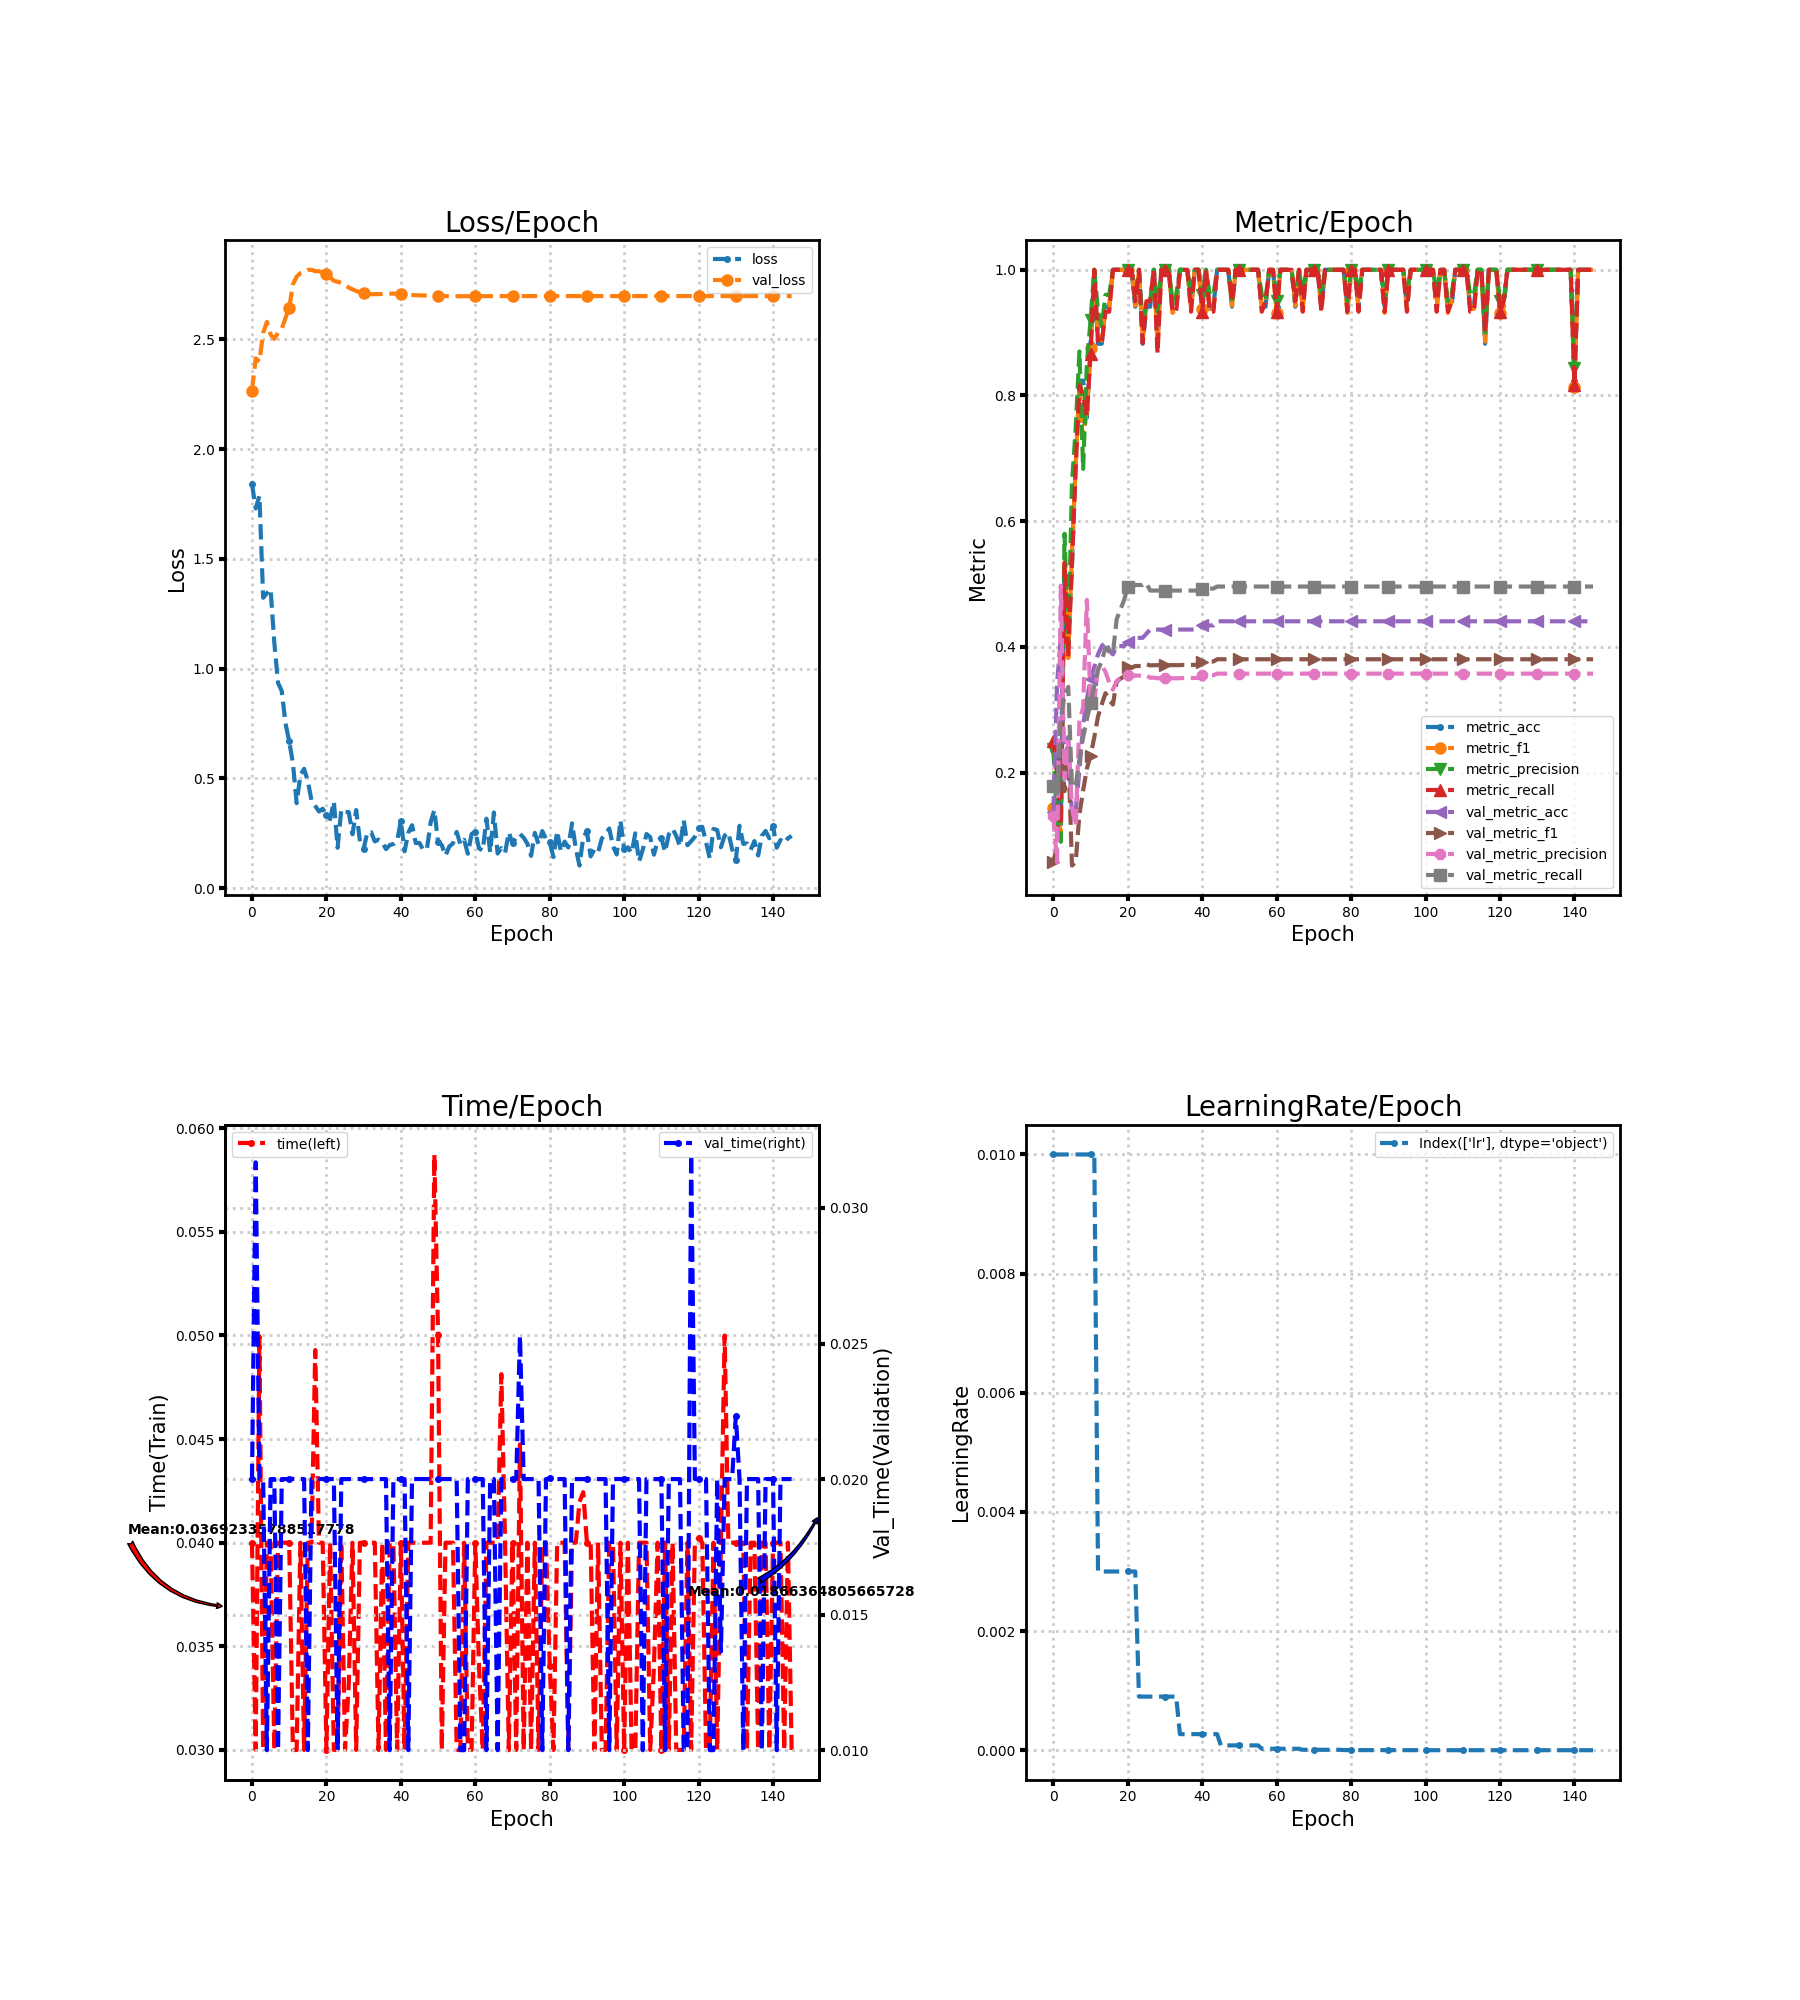 Loss/Epoch
loss
val_loss
2.5
2.0
1.5
1.0
0.5
0.0
Loss
0 20 40 60 80 100 120 140
Epoch
Metric/Epoch
1.0
0.8
0.6
0.4
0.2
Metric
metric_acc
metric_f1
metric_precision
metric_recall
val_metric_acc
val_metric_f1
val_metric_precision
val_metric_recall
0 20 40 60 80 100 120 140
Epoch
Time/Epoch
time(left)
val_time(right)
0.060
0.055
0.050
0.045
0.040
0.035
0.030
Time(Train)
0.030
0.025
0.020
0.015
0.010
Val_Time(Validation)
Mean:0.03692335788517778
Mean:0.01866364805665728
0 20 40 60 80 100 120 140
Epoch
LearningRate/Epoch
Index(['lr'], dtype='object')
0.010
0.008
0.006
0.004
0.002
0.000
LearningRate
0 20 40 60 80 100 120 140
Epoch